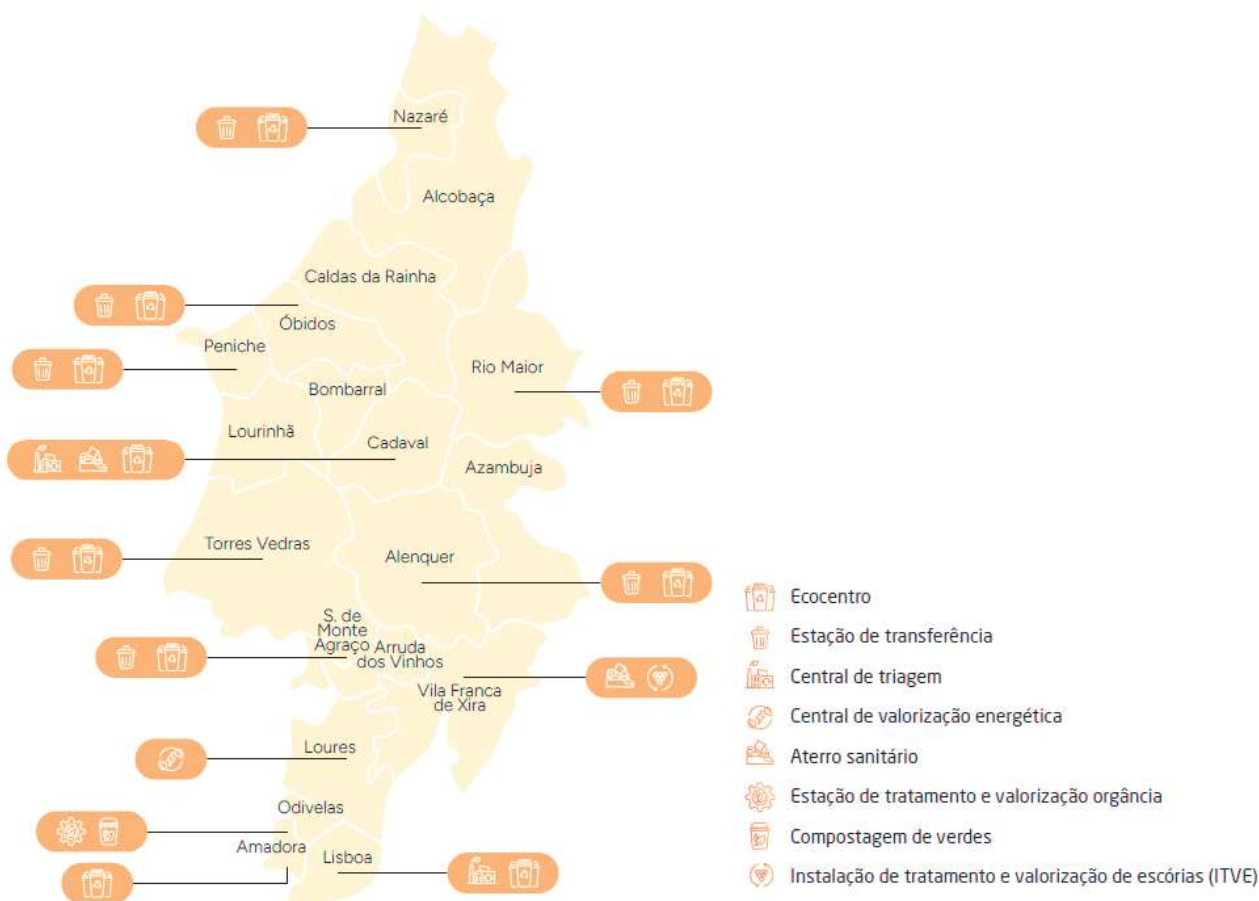 Nazaré
Alcobaça
Caldas da Rainha
Óbidos
Peniche
Rio Maior
Bombarral
Lourinhã
Cadaval
Azambuja
Torres Vedras
Alenquer
S. de
Monte
Agraço
Arruda
dos Vinhos
Vila Franca
de Xira
Loures
Odivelas
Amadora
Lisboa
Ecocentro
Estação de transferência
Central de triagem
Central de valorização energética
Aterro sanitário
Estação de tratamento e valorização orgância
Compostagem de verdes
Instalação de tratamento e valorização de escórias (ITVE)